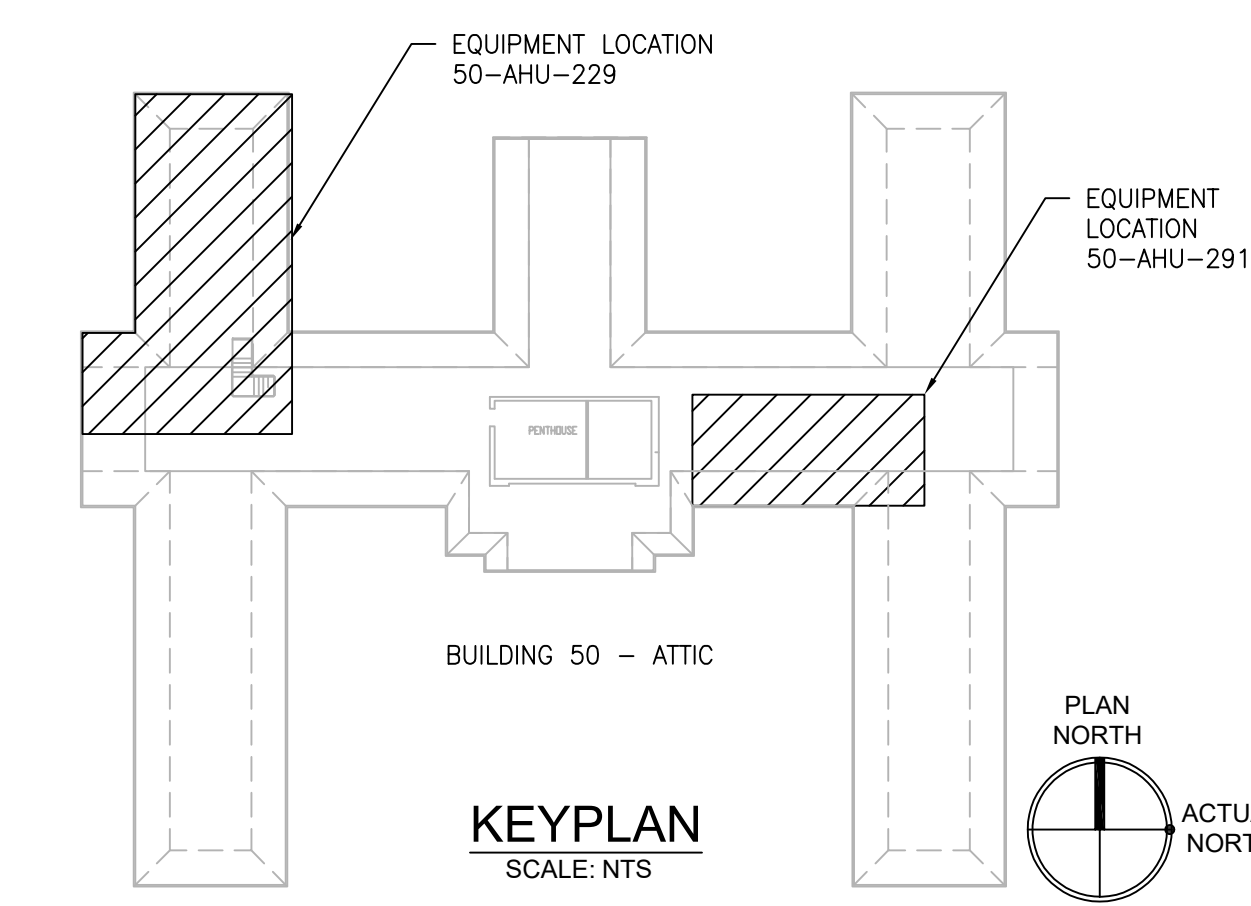 EQUIPMENT LOCATION
50-AHU-229
EQUIPMENT
LOCATION
50-AHU-291
PENTHOUSE
BUILDING 50 - ATTIC
PLAN
NORTH
KEYPLAN
SCALE: NTS